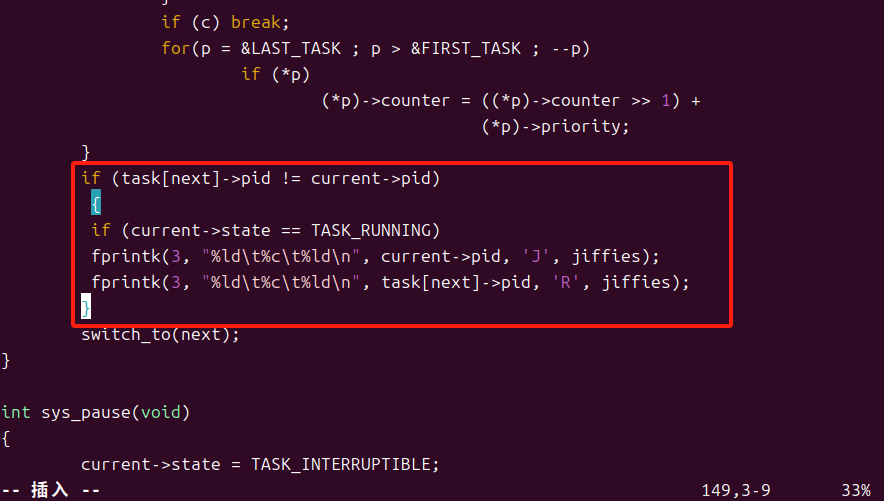 }
if (c) break;
for(p = &LAST_TASK ; p > &FIRST_TASK ; --p)
if (*p)
(*p)->counter = ((*p)->counter >> 1) +
(*p)->priority;
}
if (task[next]->pid != current->pid)
{
if (current->state == TASK_RUNNING)
fprintk(3, "%ld\t%c\t%ld\n", current->pid, 'J', jiffies);
fprintk(3, "%ld\t%c\t%ld\n", task[next]->pid, 'R', jiffies);
}
switch_to(next);
}
int sys_pause(void)
{
current->state = TASK_INTERRUPTIBLE;
-- 插入 -- 149,3-9 33%